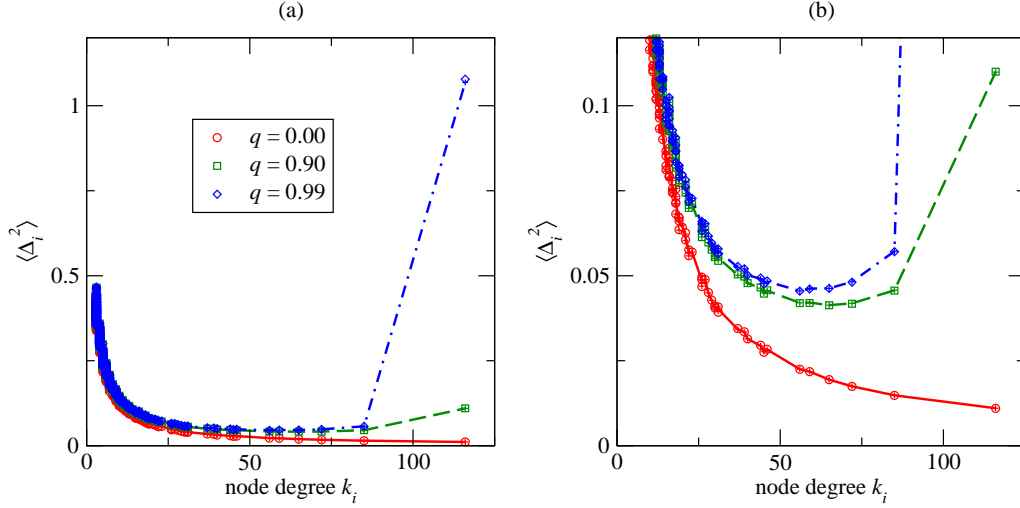 (a)
1
0.5
0
⟨Δᵢ²⟩
q = 0.00
q = 0.90
q = 0.99
0 50 100
node degree kᵢ
(b)
0.1
0.05
0
⟨Δᵢ²⟩
0 50 100
node degree kᵢ